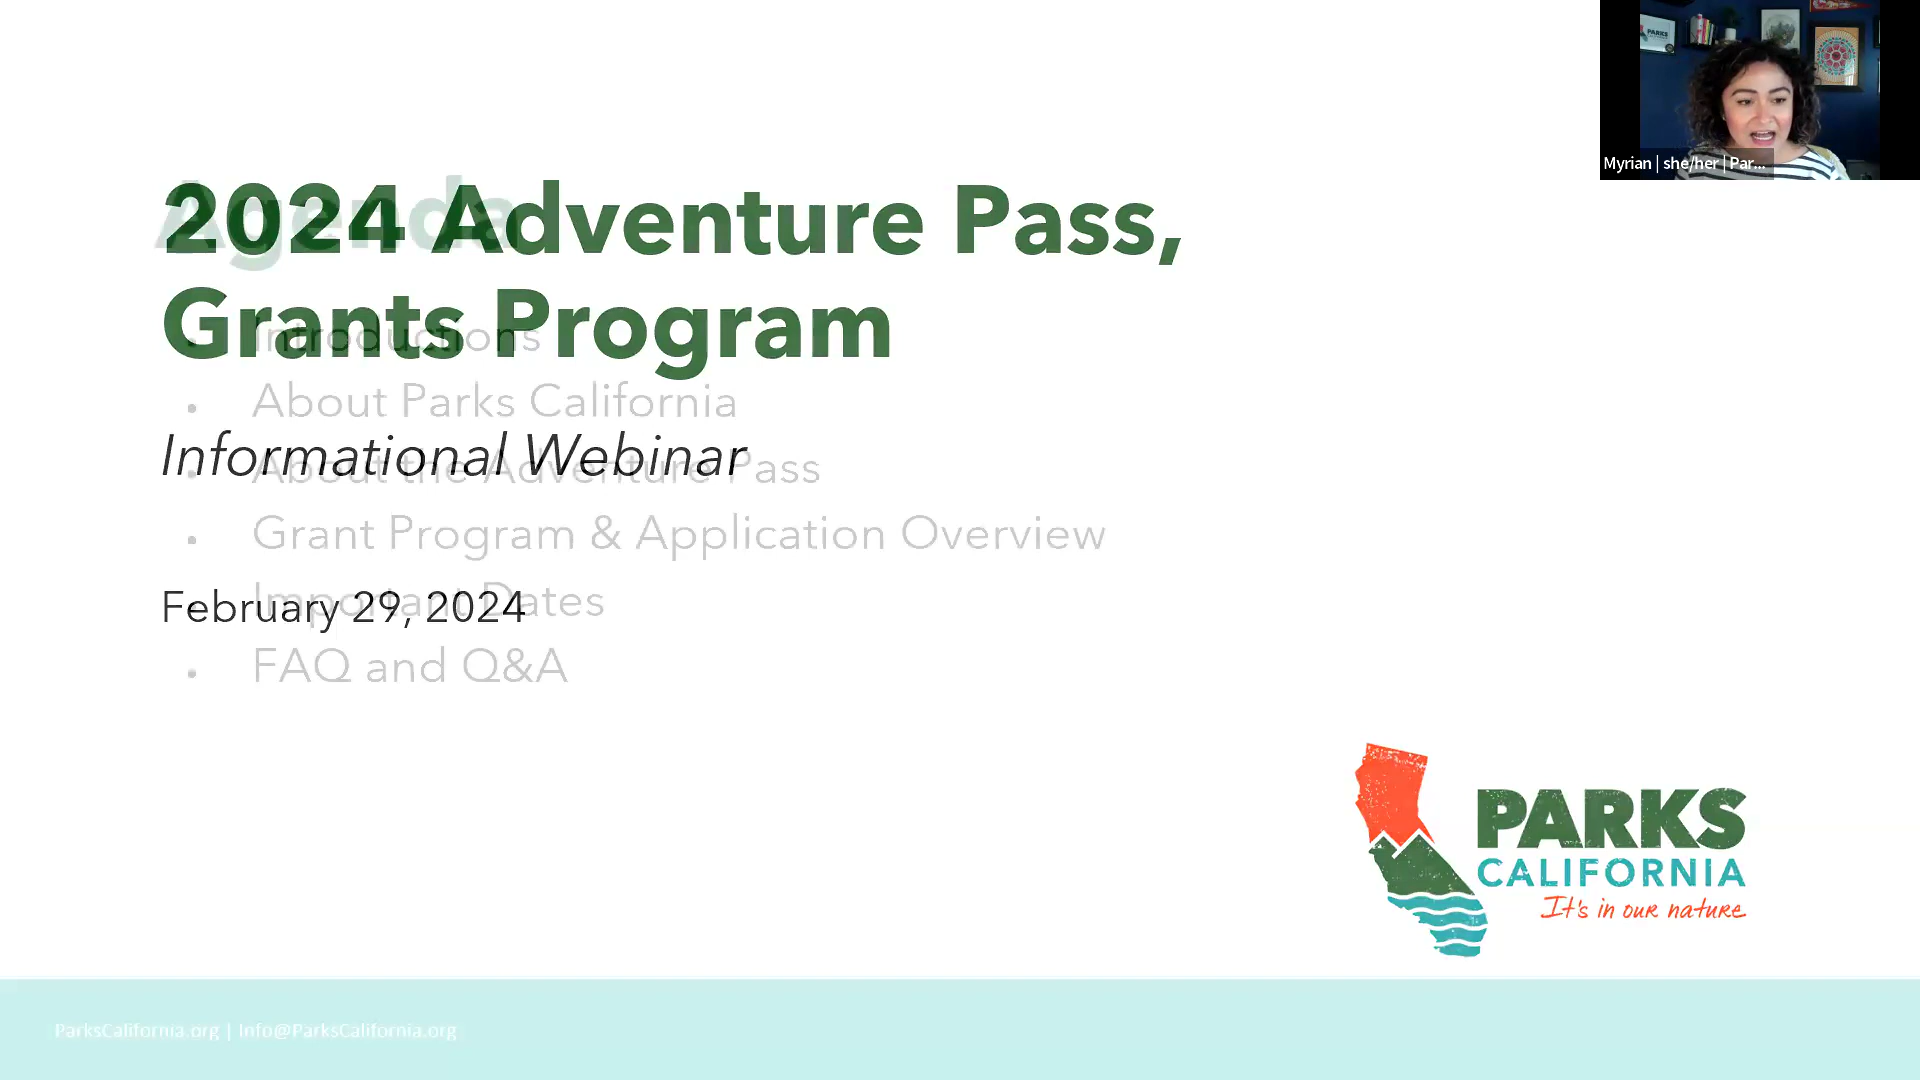 Myrian | she/her | Par...
PARKS
Agenda
2024 Adventure Pass,
Grants Program
Introductions
About Parks California
Informational Webinar
About the Adventure Pass
Grant Program & Application Overview
Important Dates
February 29, 2024
FAQ and Q&A
PARKS
CALIFORNIA
It's in our nature
ParksCalifornia.org | Info@ParksCalifornia.org